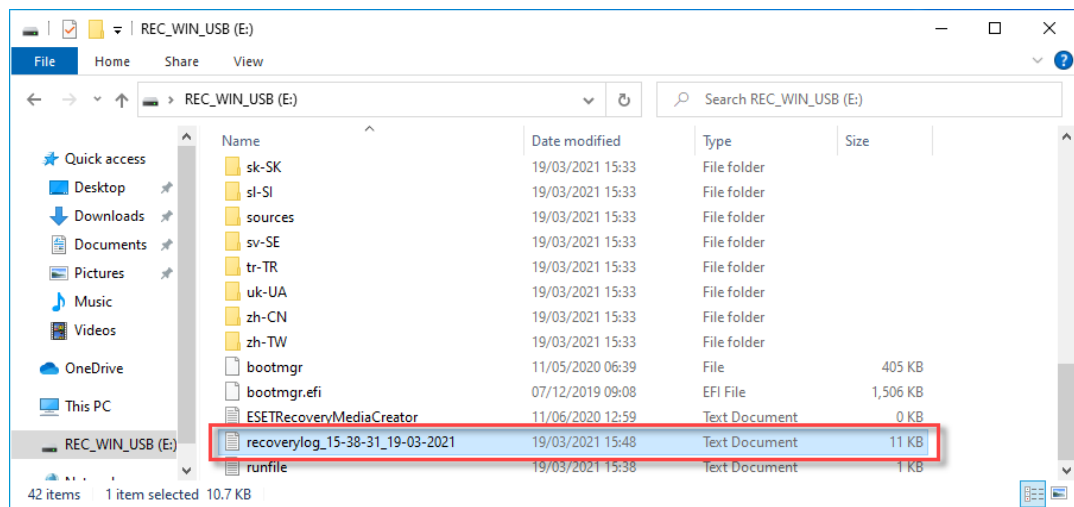 REC_WIN_USB (E:)
File Home Share View
REC_WIN_USB (E:) Search REC_WIN_USB (E:)
Name Date modified Type Size
Quick access
Desktop
Downloads
Documents
Pictures
Music
Videos
OneDrive
This PC
REC_WIN_USB (E:)
sk-SK 19/03/2021 15:33 File folder
sl-SI 19/03/2021 15:33 File folder
sources 19/03/2021 15:33 File folder
sv-SE 19/03/2021 15:33 File folder
tr-TR 19/03/2021 15:33 File folder
uk-UA 19/03/2021 15:33 File folder
zh-CN 19/03/2021 15:33 File folder
zh-TW 19/03/2021 15:33 File folder
bootmgr 11/05/2020 06:39 File 405 KB
bootmgr.efi 07/12/2019 09:08 EFI File 1,506 KB
ESETRecoveryMediaCreator 11/06/2020 12:59 Text Document 0 KB
recoverylog_15-38-31_19-03-2021 19/03/2021 15:48 Text Document 11 KB
runfile 19/03/2021 15:38 Text Document 1 KB
42 items 1 item selected 10.7 KB